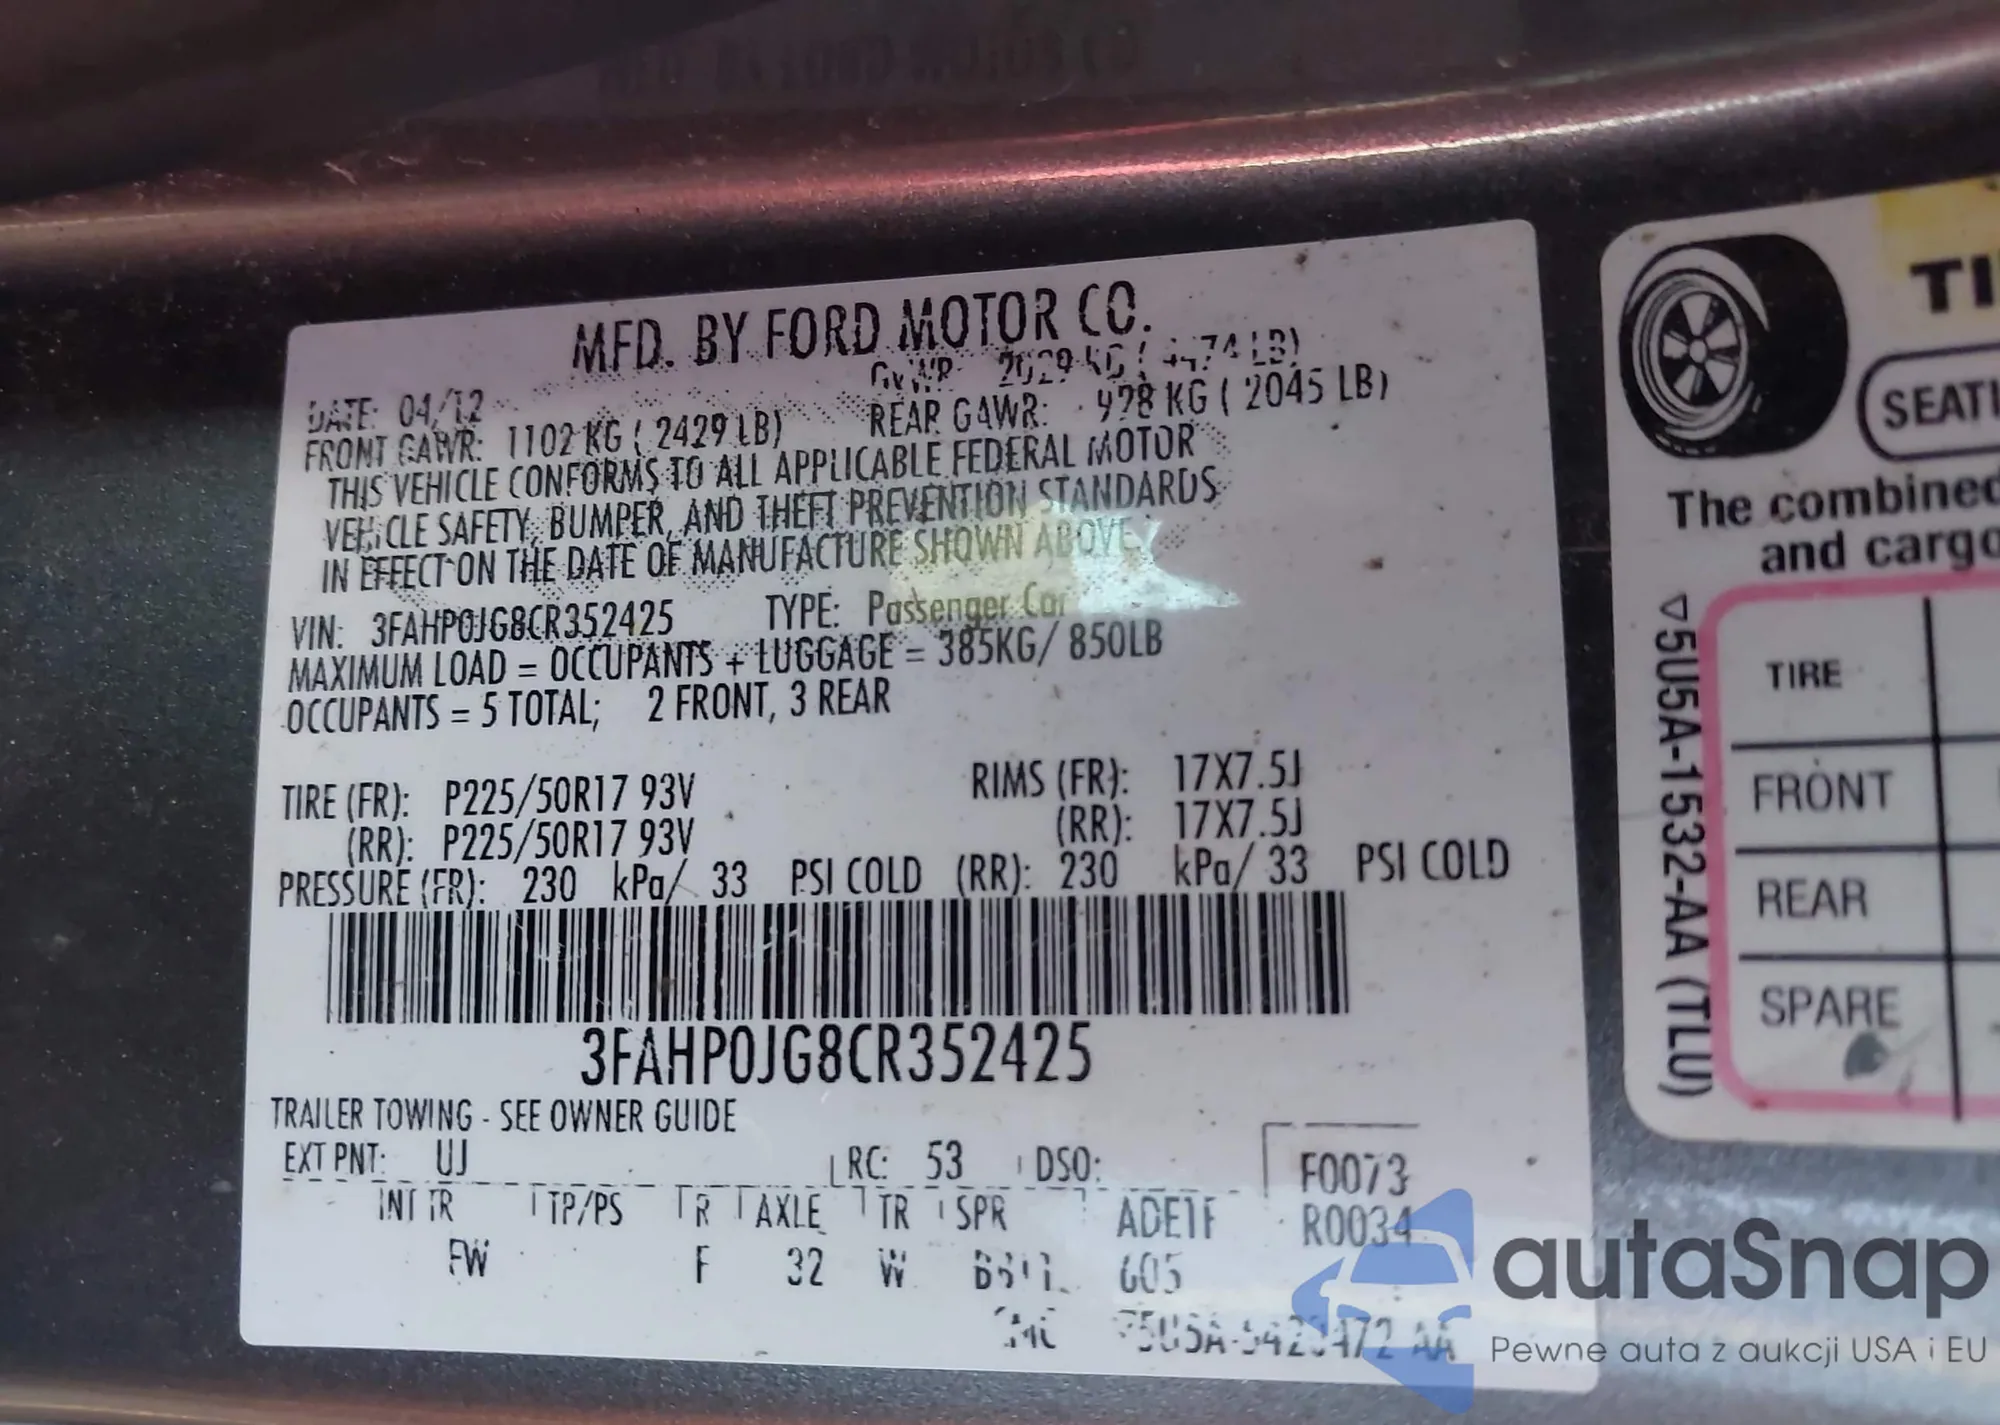 MFD. BY FORD MOTOR CO.
DATE: 04/12 GVWR: 2029 KG ( 4474 LB)
FRONT GAWR: 1102 KG ( 2429 LB) REAR GAWR: 928 KG ( 2045 LB)
THIS VEHICLE CONFORMS TO ALL APPLICABLE FEDERAL MOTOR
VEHICLE SAFETY, BUMPER, AND THEFT PREVENTION STANDARDS
IN EFFECT ON THE DATE OF MANUFACTURE SHOWN ABOVE
VIN: 3FAHP0JG8CR352425 TYPE: Passenger Car
MAXIMUM LOAD = OCCUPANTS + LUGGAGE = 385KG/ 850LB
OCCUPANTS = 5 TOTAL; 2 FRONT, 3 REAR
TIRE (FR): P225/50R17 93V RIMS (FR): 17X7.5J
(RR): P225/50R17 93V (RR): 17X7.5J
PRESSURE (FR): 230 kPa/ 33 PSI COLD (RR): 230 kPa/ 33 PSI COLD
3FAHP0JG8CR352425
TRAILER TOWING - SEE OWNER GUIDE
EXT PNT: UJ RC: 53 DSO: F0073
INT TR TP/PS R AXLE TR SPR ADETF R0034
FW F 32 W 605
SEATI
The combined
and cargo
▽5U5A-1532-AA (TLU)
TIRE
FRONT
REAR
SPARE
autaSnap
Pewne auta z aukcji USA i EU